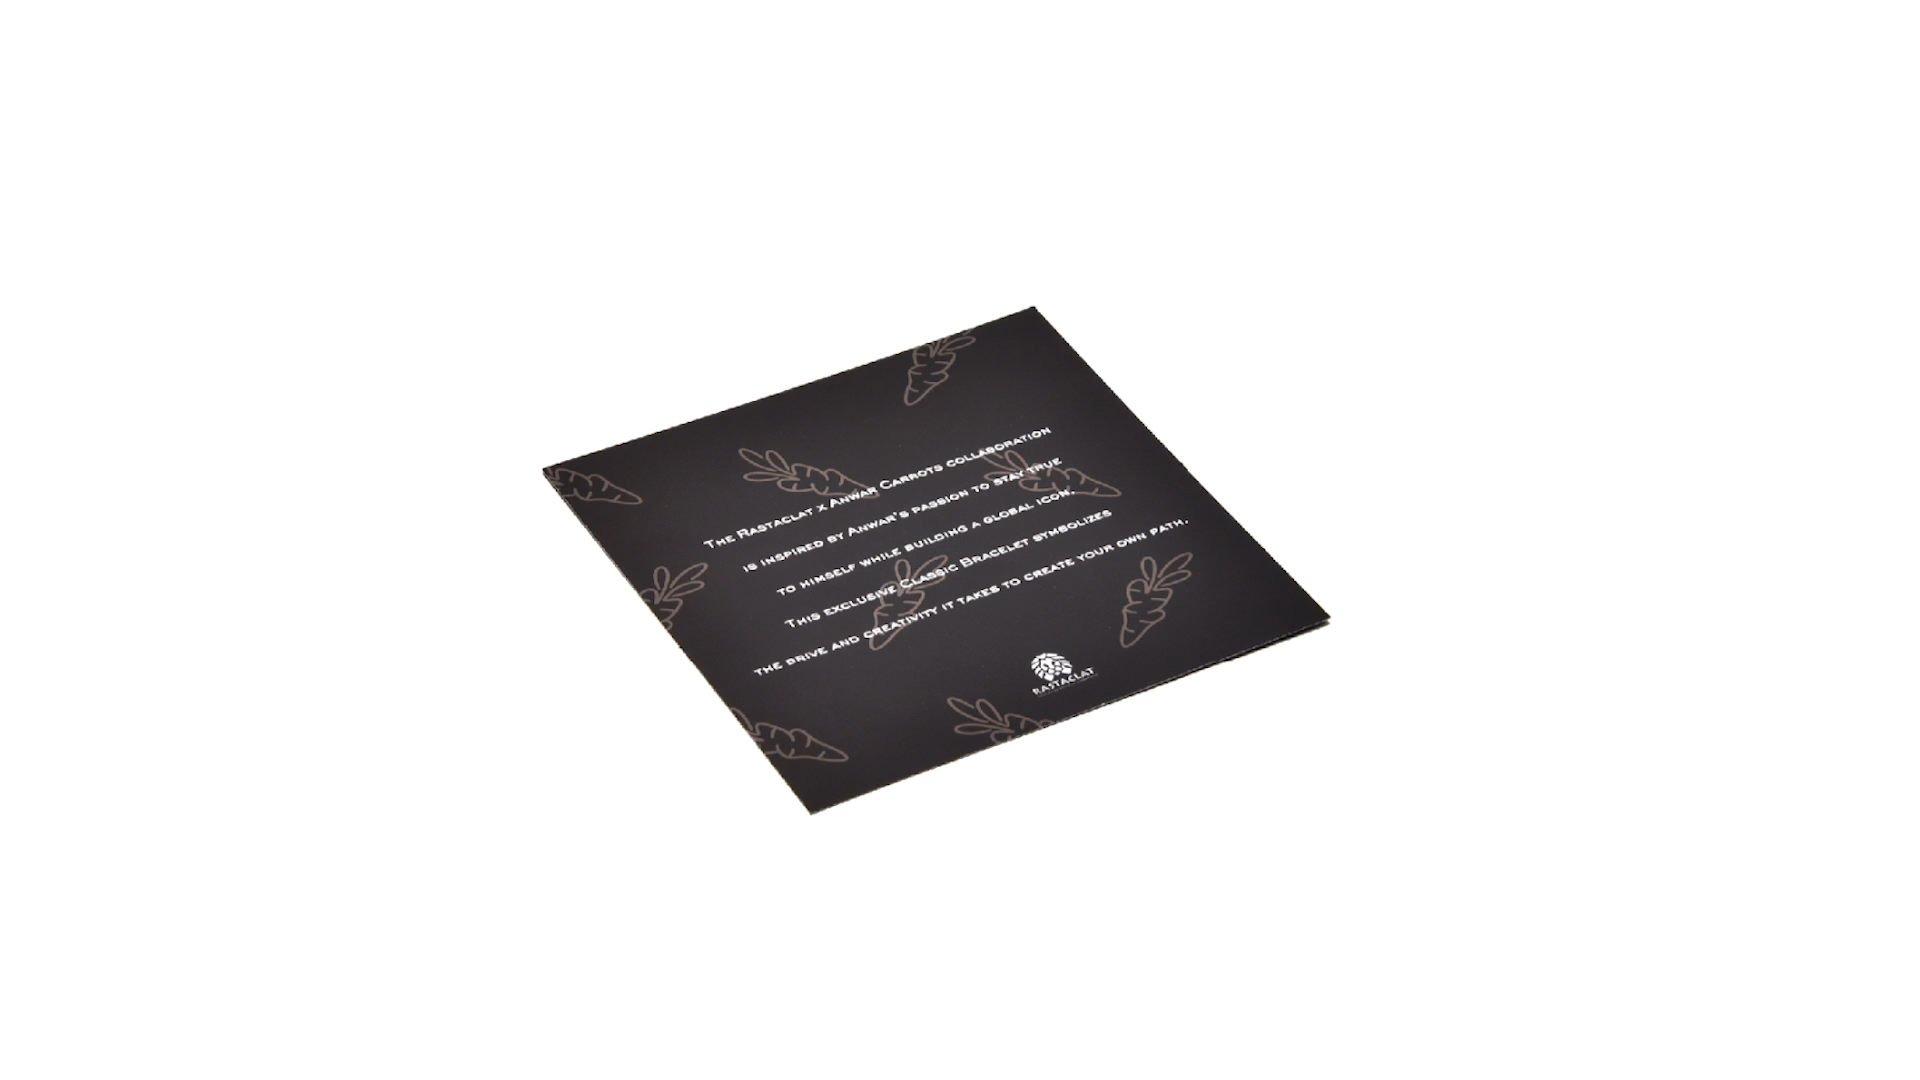 The Rastaclat x Anwar Carrots collaboration
is inspired by Anwar's passion to stay true
to himself while building a global icon.
This exclusive Classic Bracelet symbolizes
the drive and creativity it takes to create your own path.
RASTACLAT